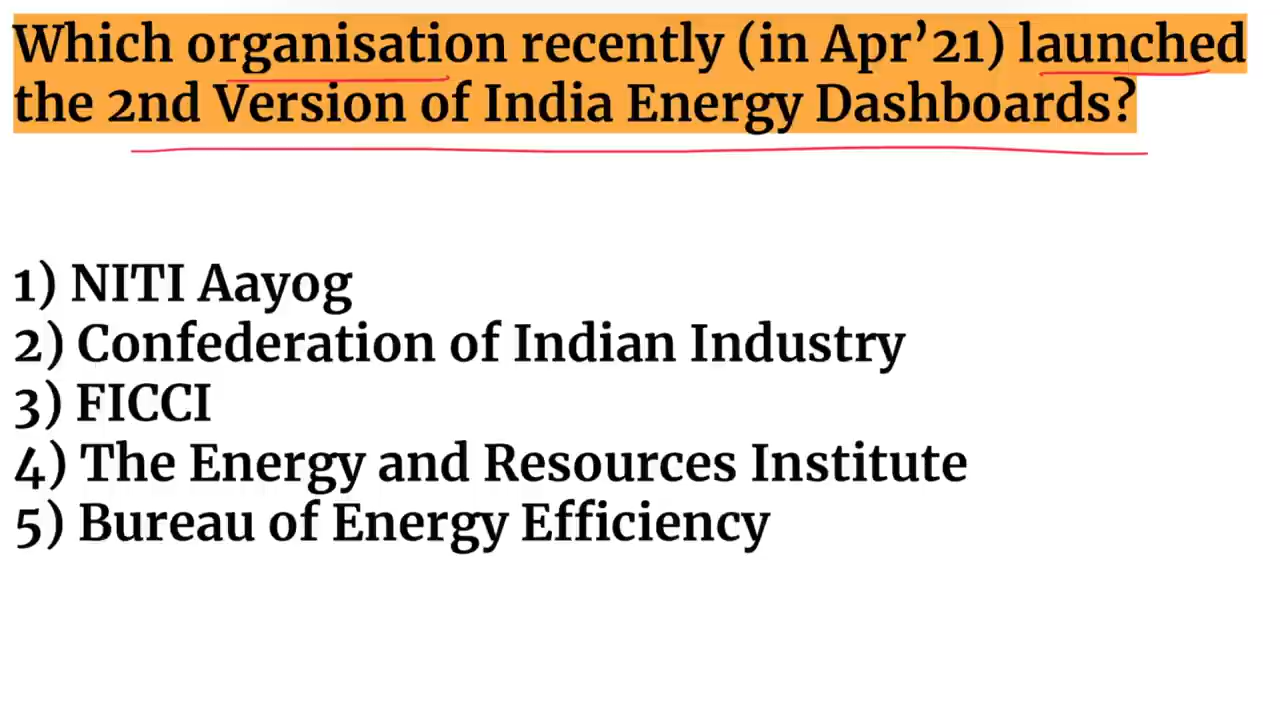 Which organisation recently (in Apr’21) launched
the 2nd Version of India Energy Dashboards?
1) NITI Aayog
2) Confederation of Indian Industry
3) FICCI
4) The Energy and Resources Institute
5) Bureau of Energy Efficiency